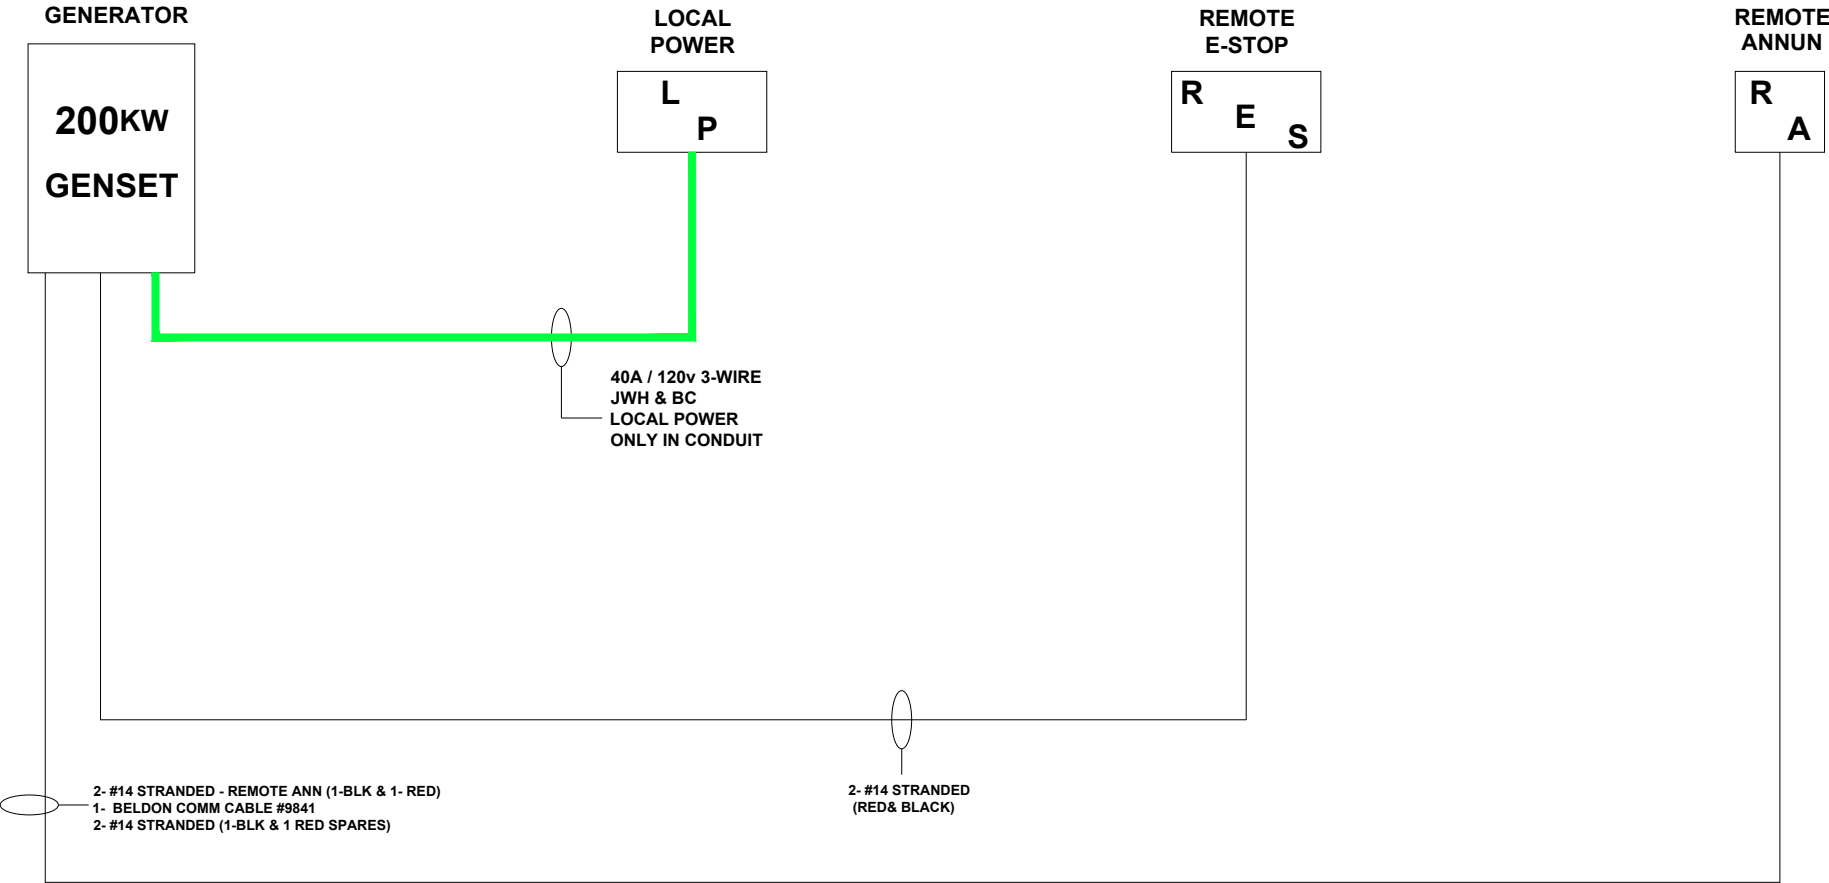 GENERATOR
200KW
GENSET
LOCAL
POWER
L
P
REMOTE
E-STOP
R
E
S
REMOTE
ANNUN
R
A
40A / 120v 3-WIRE
JWH & BC
LOCAL POWER
ONLY IN CONDUIT
2- #14 STRANDED - REMOTE ANN (1-BLK & 1- RED)
1- BELDON COMM CABLE #9841
2- #14 STRANDED (1-BLK & 1 RED SPARES)
2- #14 STRANDED
(RED& BLACK)